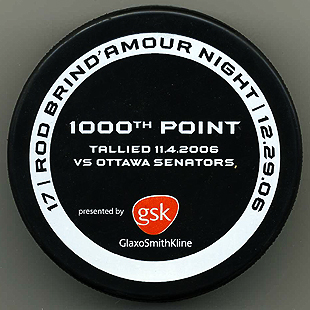 17 | ROD BRIND'AMOUR NIGHT | 12.29.06
1000TH POINT
TALLIED 11.4.2006
VS OTTAWA SENATORS,
presented by
gsk
GlaxoSmithKline